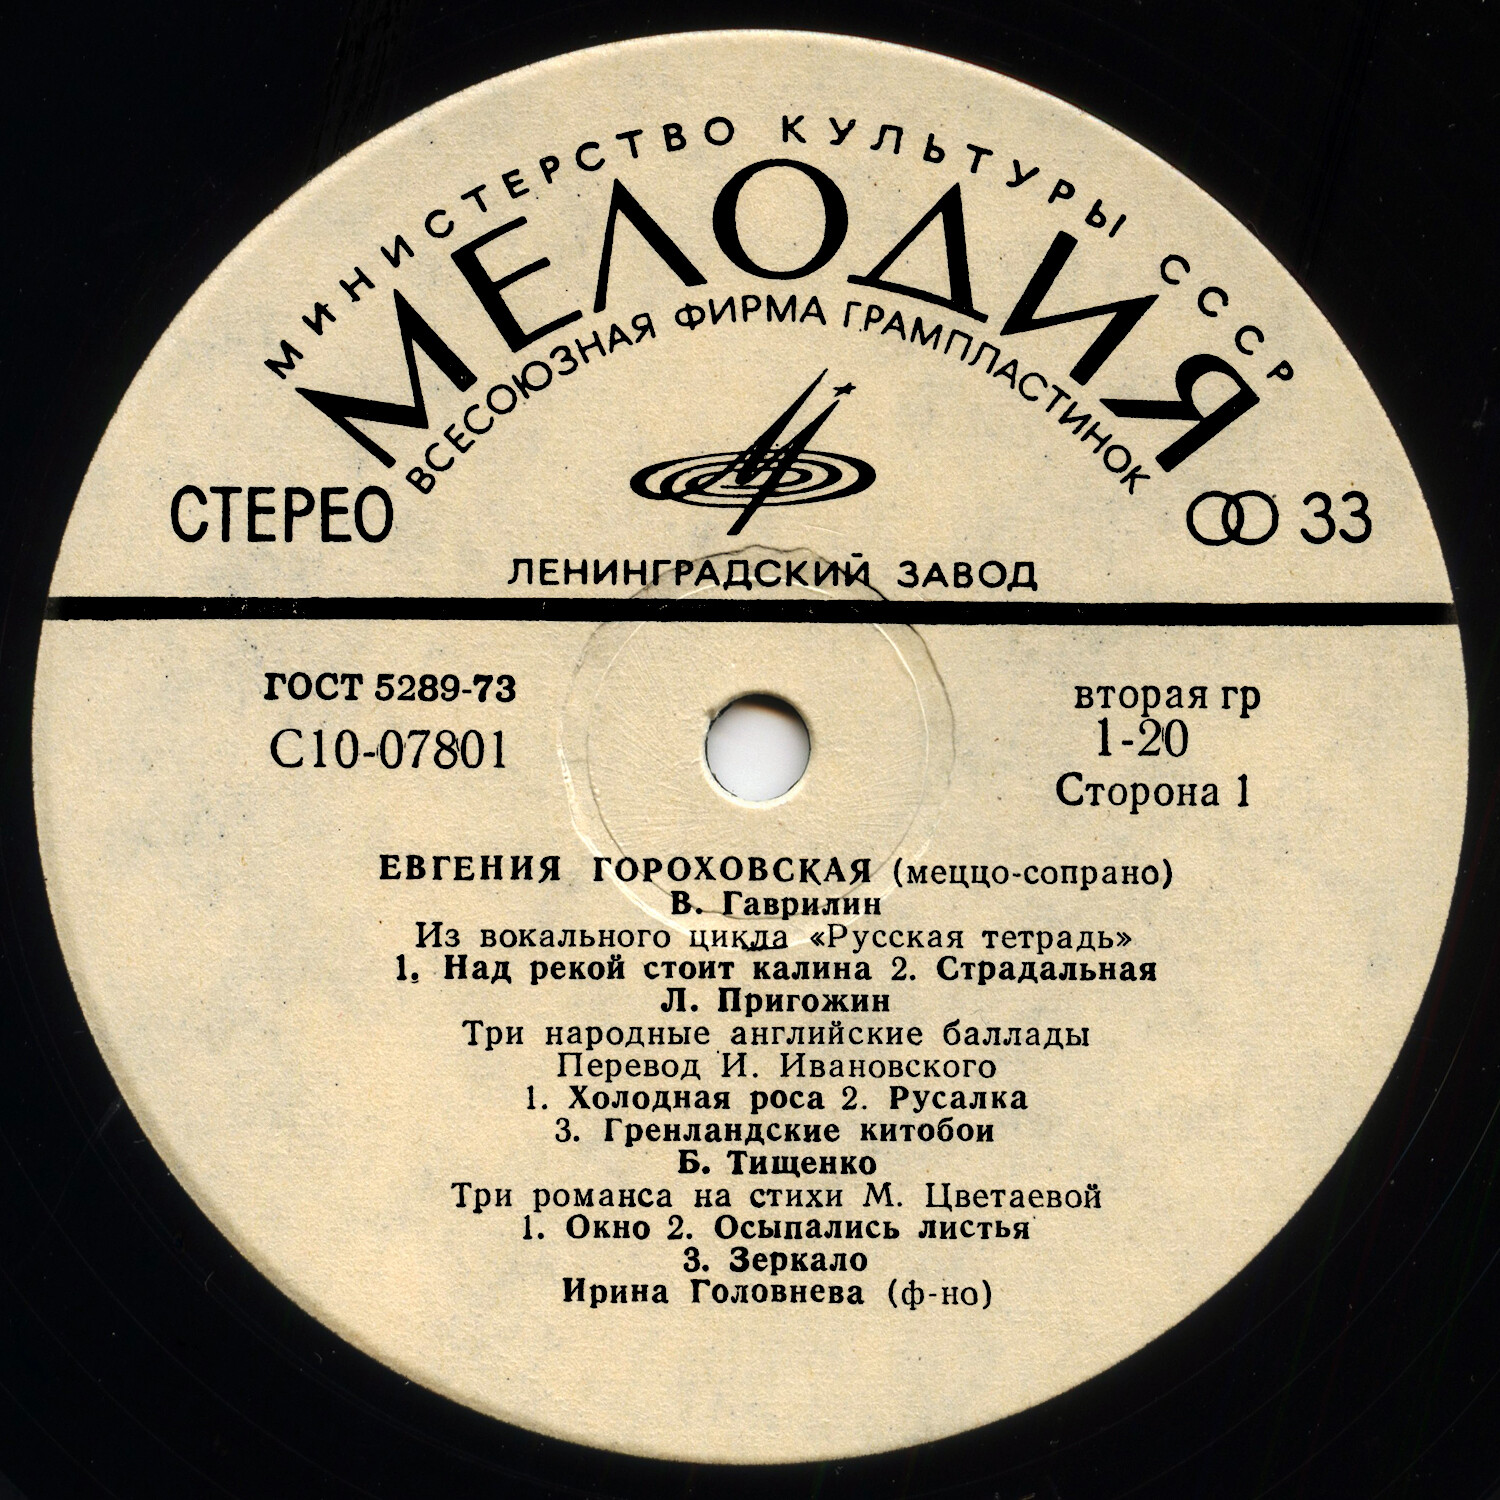 МИНИСТЕРСТВО КУЛЬТУРЫ СССР
МЕЛОДИЯ
ВСЕСОЮЗНАЯ ФИРМА ГРАМПЛАСТИНОК
СТЕРЕО
33
ЛЕНИНГРАДСКИЙ ЗАВОД
ГОСТ 5289-73
С10-07801
вторая гр
1-20
Сторона 1
ЕВГЕНИЯ ГОРОХОВСКАЯ (меццо-сопрано)
В. Гаврилин
Из вокального цикла «Русская тетрадь»
1. Над рекой стоит калина 2. Страдальная
Л. Пригожин
Три народные английские баллады
Перевод И. Ивановского
1. Холодная роса 2. Русалка
3. Гренландские китобои
Б. Тищенко
Три романса на стихи М. Цветаевой
1. Окно 2. Осыпались листья
3. Зеркало
Ирина Головнева (ф-но)